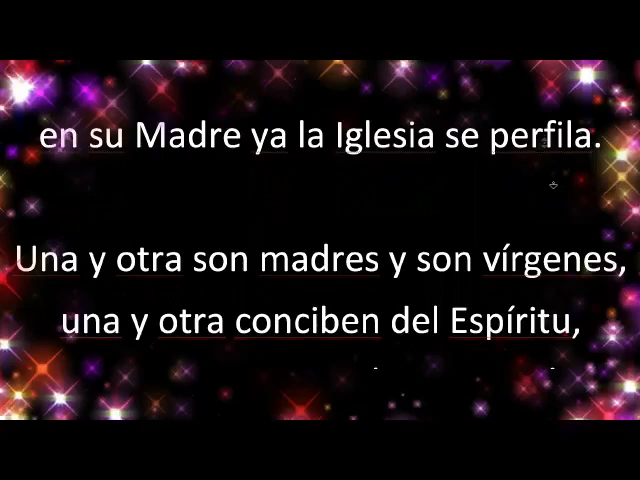 en su Madre ya la Iglesia se perfila.
Una y otra son madres y son vírgenes,
una y otra conciben del Espíritu,